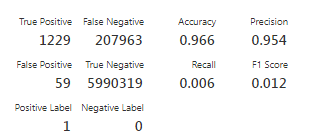 True Positive False Negative Accuracy Precision
1229 207963 0.966 0.954
False Positive True Negative Recall F1 Score
59 5990319 0.006 0.012
Positive Label Negative Label
1 0